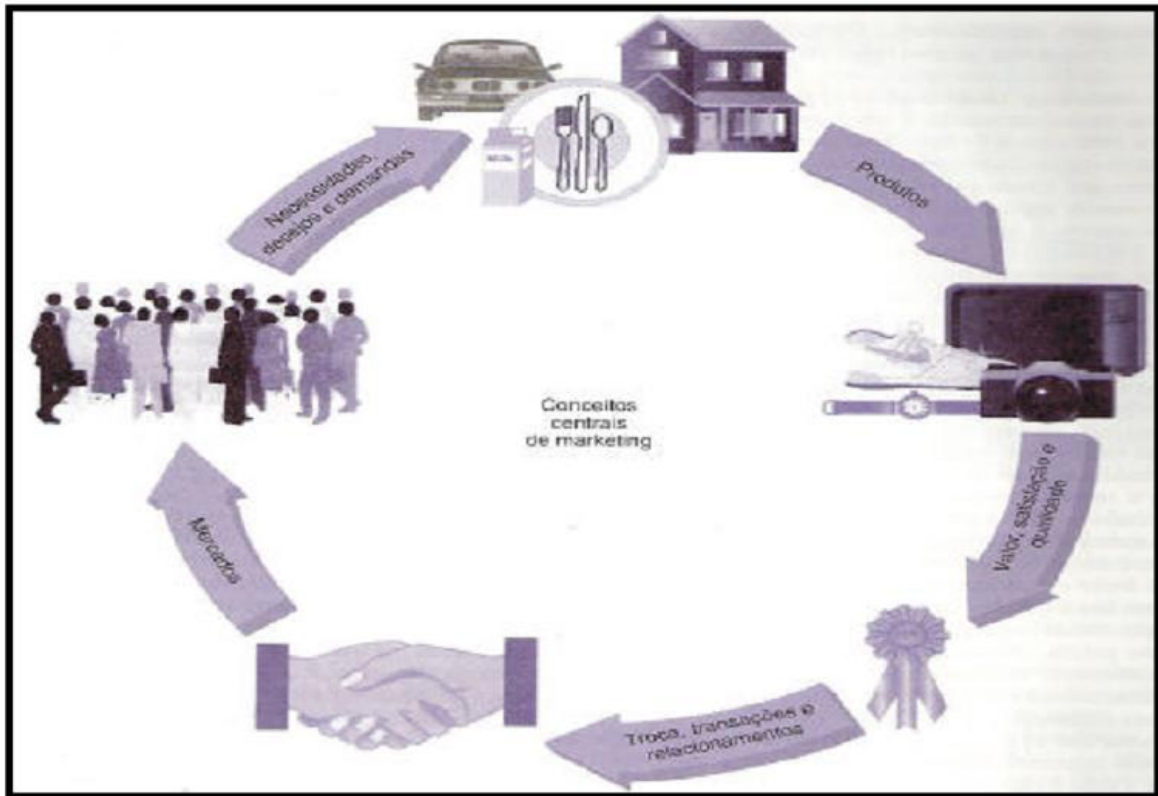 Necessidades,
desejos e demandas
Produtos
Valor, satisfação e
qualidade
Troca, transações e
relacionamentos
Mercados
Conceitos
centrais
de marketing